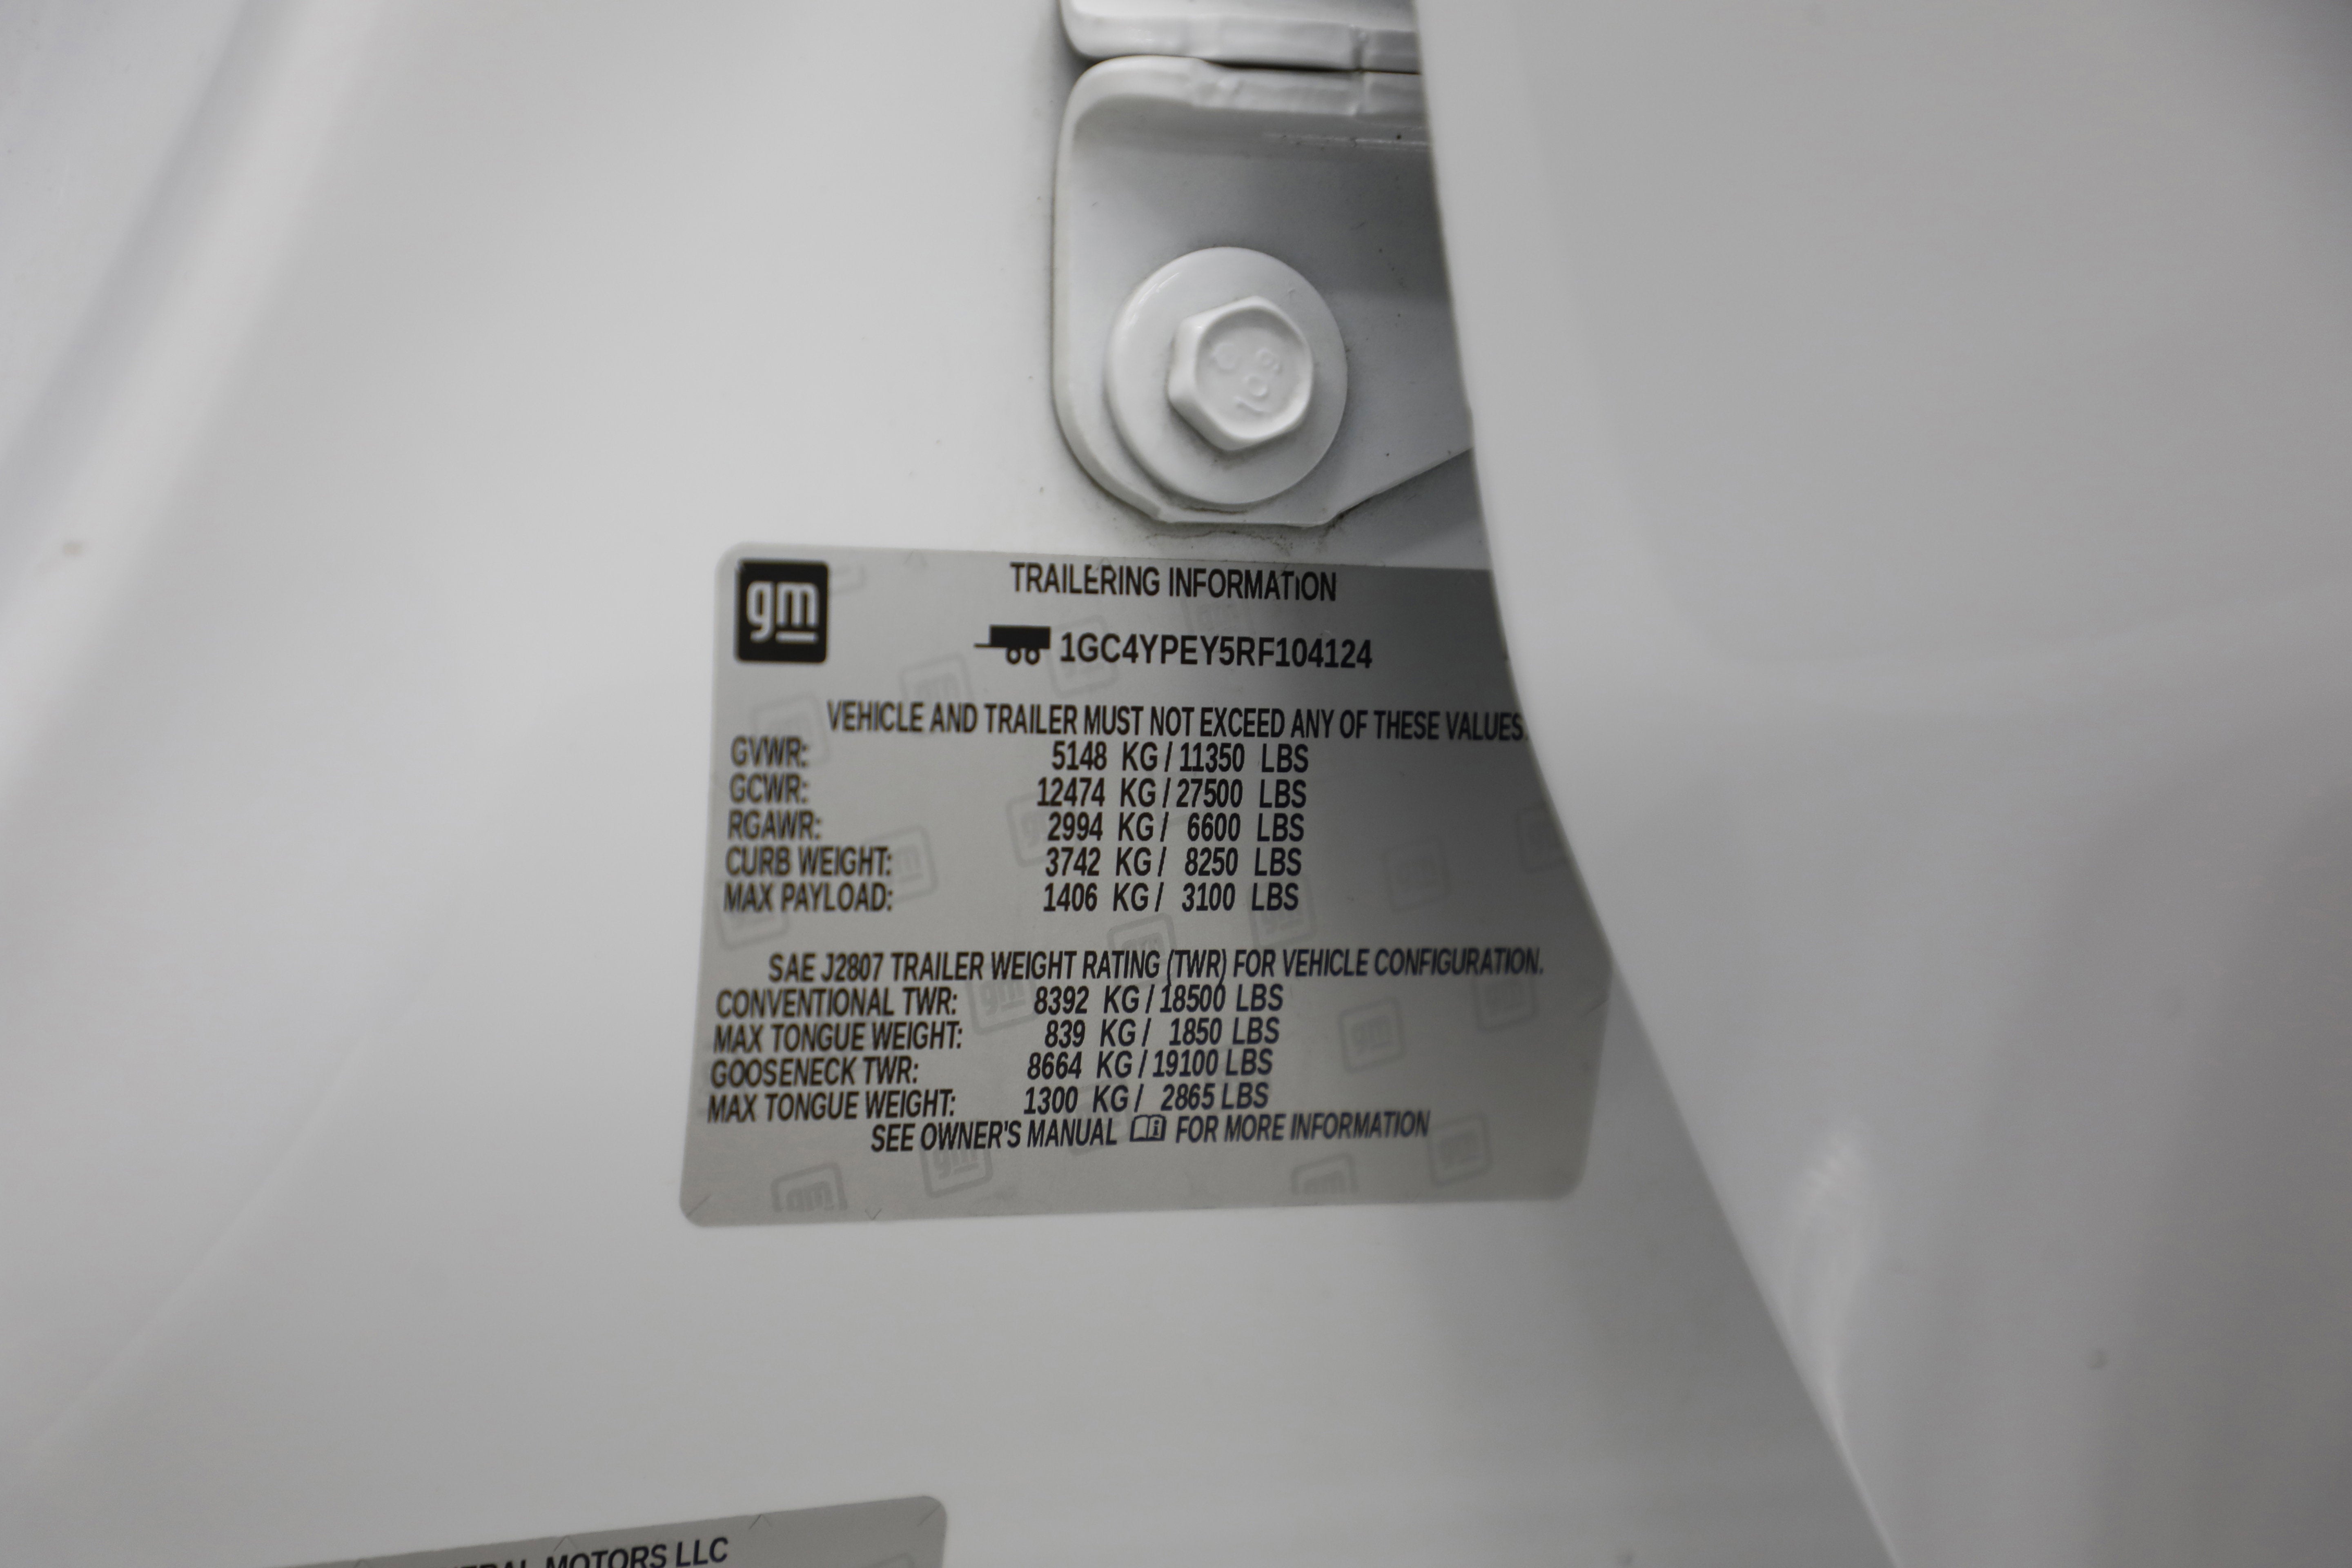 10.9
gm TRAILERING INFORMATION
1GC4YPEY5RF104124
VEHICLE AND TRAILER MUST NOT EXCEED ANY OF THESE VALUES.
GVWR: 5148 KG / 11350 LBS
GCWR: 12474 KG / 27500 LBS
RGAWR: 2994 KG / 6600 LBS
CURB WEIGHT: 3742 KG / 8250 LBS
MAX PAYLOAD: 1406 KG / 3100 LBS
SAE J2807 TRAILER WEIGHT RATING (TWR) FOR VEHICLE CONFIGURATION.
CONVENTIONAL TWR: 8392 KG / 18500 LBS
MAX TONGUE WEIGHT: 839 KG / 1850 LBS
GOOSENECK TWR: 8664 KG / 19100 LBS
MAX TONGUE WEIGHT: 1300 KG / 2865 LBS
SEE OWNER'S MANUAL i FOR MORE INFORMATION
MOTORS LLC